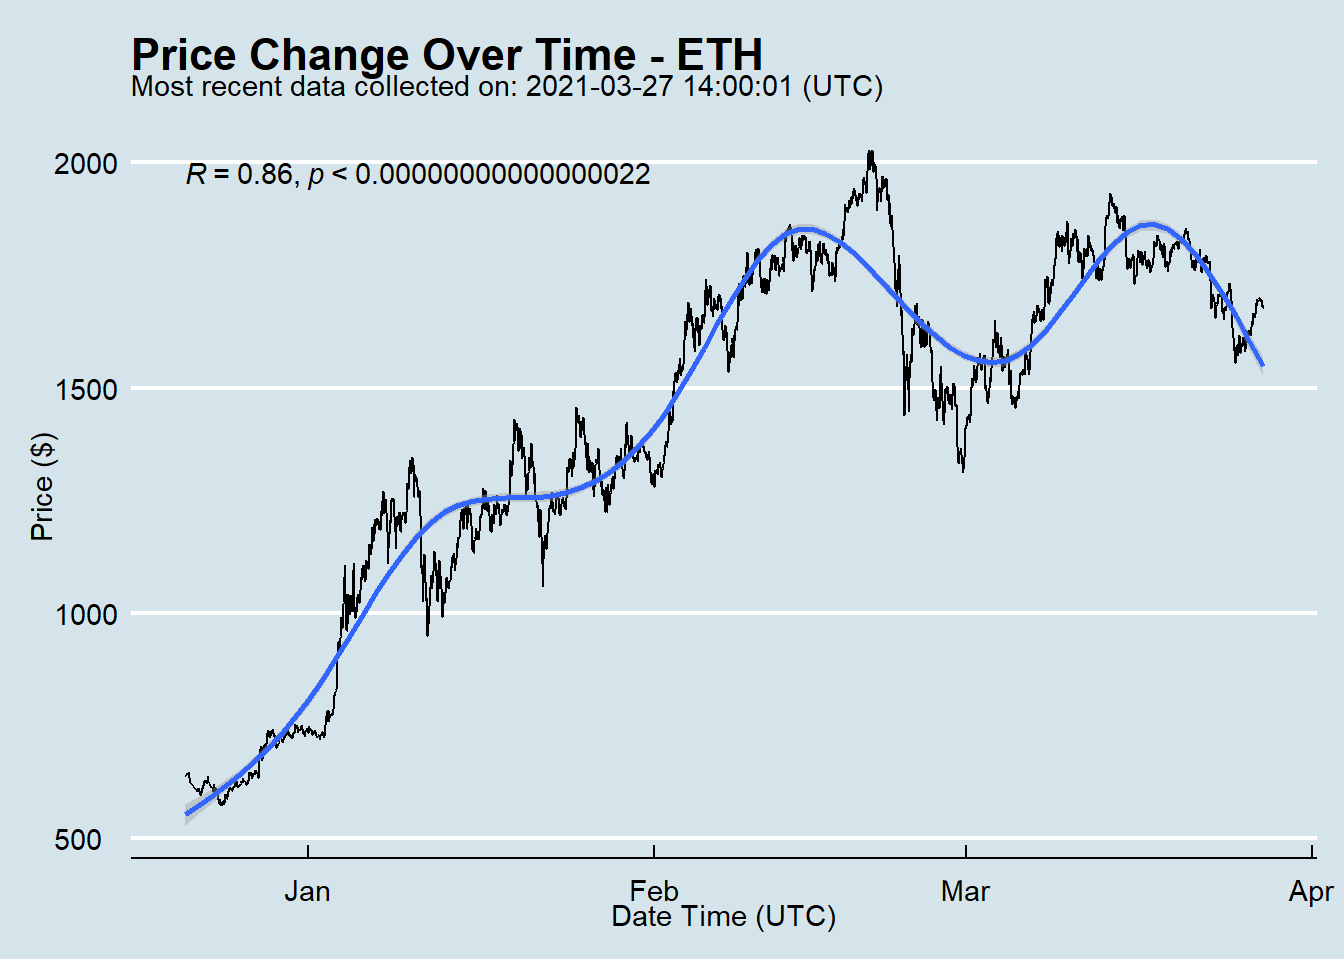 Price Change Over Time - ETH
Most recent data collected on: 2021-03-27 14:00:01 (UTC)
R = 0.86, p < 0.00000000000000022
2000
1500
1000
500
Price ($)
Jan Feb Mar Apr
Date Time (UTC)